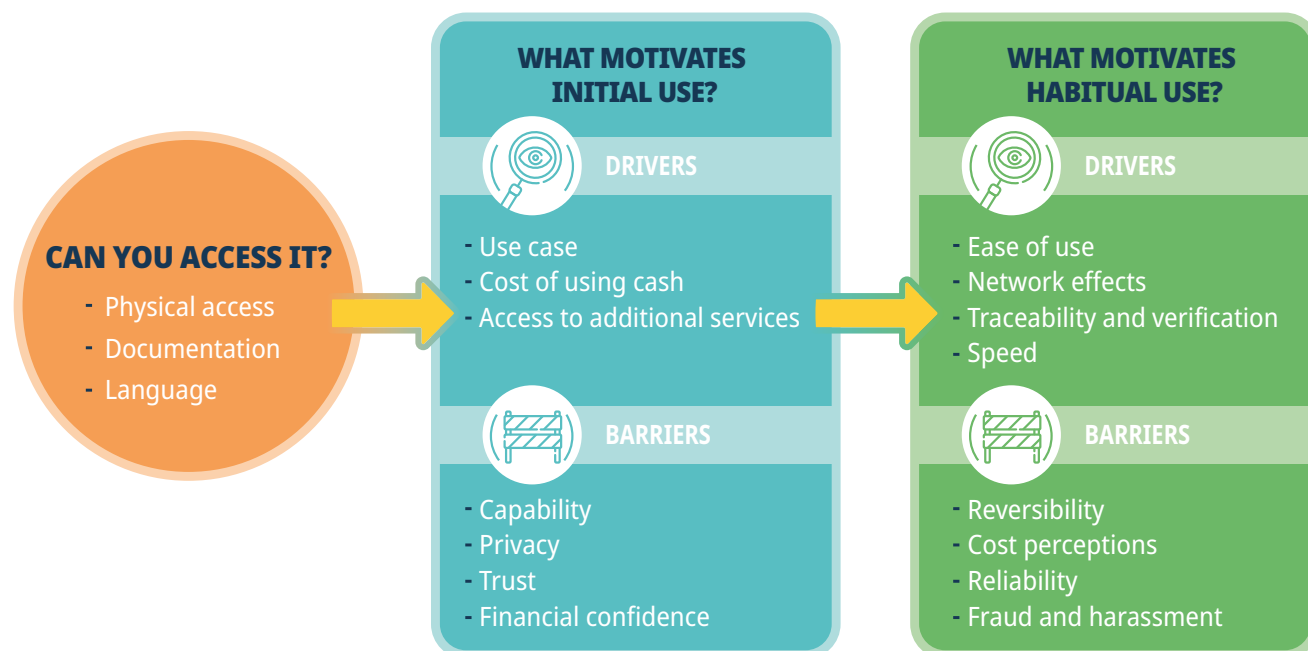 CAN YOU ACCESS IT?
- Physical access
- Documentation
- Language
WHAT MOTIVATES
INITIAL USE?
DRIVERS
- Use case
- Cost of using cash
- Access to additional services
BARRIERS
- Capability
- Privacy
- Trust
- Financial confidence
WHAT MOTIVATES
HABITUAL USE?
DRIVERS
- Ease of use
- Network effects
- Traceability and verification
- Speed
BARRIERS
- Reversibility
- Cost perceptions
- Reliability
- Fraud and harassment